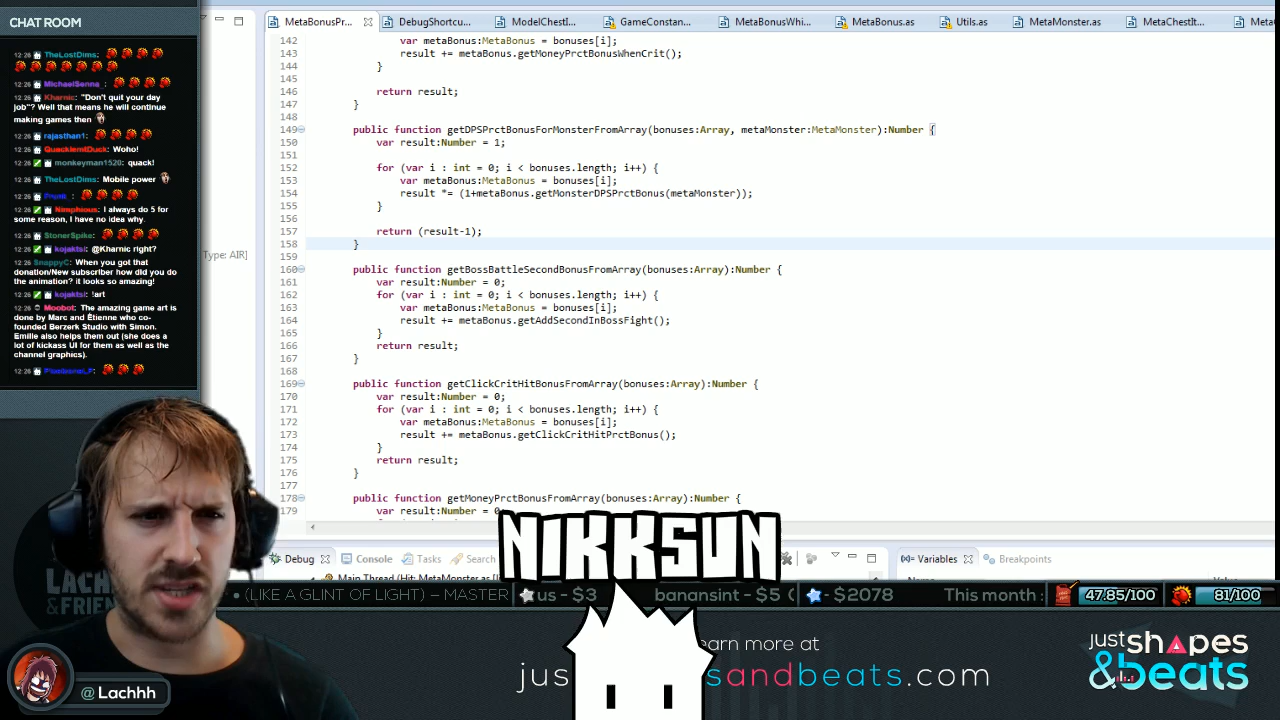 CHAT ROOM
12:26 TheLostDims:
12:26 MichaelSenna_:
12:26 Kharnic: "Don't quit your day
job"? Well that means he will continue
making games then
12:26 rajasthan1:
12:26 QuacklemtDuck: Woho!
12:26 monkeyman1520: quack!
12:26 TheLostDims: Mobile power
12:26
12:26 Nimphious: I always do 5 for
some reason, I have no idea why.
12:26 StonerSpike:
12:26 kojaktsl: @Kharnic right?
12:26 SnappyC: When you got that
donation/New subscriber how did you do
the animation? it looks so amazing!
12:26 kojaktsl: !art
12:26 Moobot: The amazing game art is
done by Marc and Étienne who co-
founded Berzerk Studio with Simon.
Emilie also helps them out (she does a
lot of kickass UI for them as well as the
channel graphics).
12:26
MetaBonusPr... DebugShortcu... ModelChestI... GameConstan... MetaBonusWhi... MetaBonus.as Utils.as MetaMonster.as MetaChestIt...
142 var metaBonus:MetaBonus = bonuses[i];
143 result += metaBonus.getMoneyPrctBonusWhenCrit();
144 }
145
146 return result;
147 }
148
149 public function getDPSPrctBonusForMonsterFromArray(bonuses:Array, metaMonster:MetaMonster):Number {
150 var result:Number = 1;
151
152 for (var i : int = 0; i < bonuses.length; i++) {
153 var metaBonus:MetaBonus = bonuses[i];
154 result *= (1+metaBonus.getMonsterDPSPrctBonus(metaMonster));
155 }
156
157 return (result-1);
158 }
159
160 public function getBossBattleSecondBonusFromArray(bonuses:Array):Number {
161 var result:Number = 0;
162 for (var i : int = 0; i < bonuses.length; i++) {
163 var metaBonus:MetaBonus = bonuses[i];
164 result += metaBonus.getAddSecondInBossFight();
165 }
166 return result;
167 }
168
169 public function getClickCritHitBonusFromArray(bonuses:Array):Number {
170 var result:Number = 0;
171 for (var i : int = 0; i < bonuses.length; i++) {
172 var metaBonus:MetaBonus = bonuses[i];
173 result += metaBonus.getClickCritHitPrctBonus();
174 }
175 return result;
176 }
177
178 public function getMoneyPrctBonusFromArray(bonuses:Array):Number {
179 var result:Number = 0
Type: AIR]
NIKKSUN
Debug Console Tasks Search
Variables Breakpoints
Main Thread (Hit: MetaMonster as
LACH
& FRIEN
• (LIKE A GLINT OF LIGHT) – MASTER
us - $3 banansint - $5
- $2078 This month :
47.85/100
81/100
earn more at
jus sandbeats.com
just SHAPES
&beats
@ Lachhh